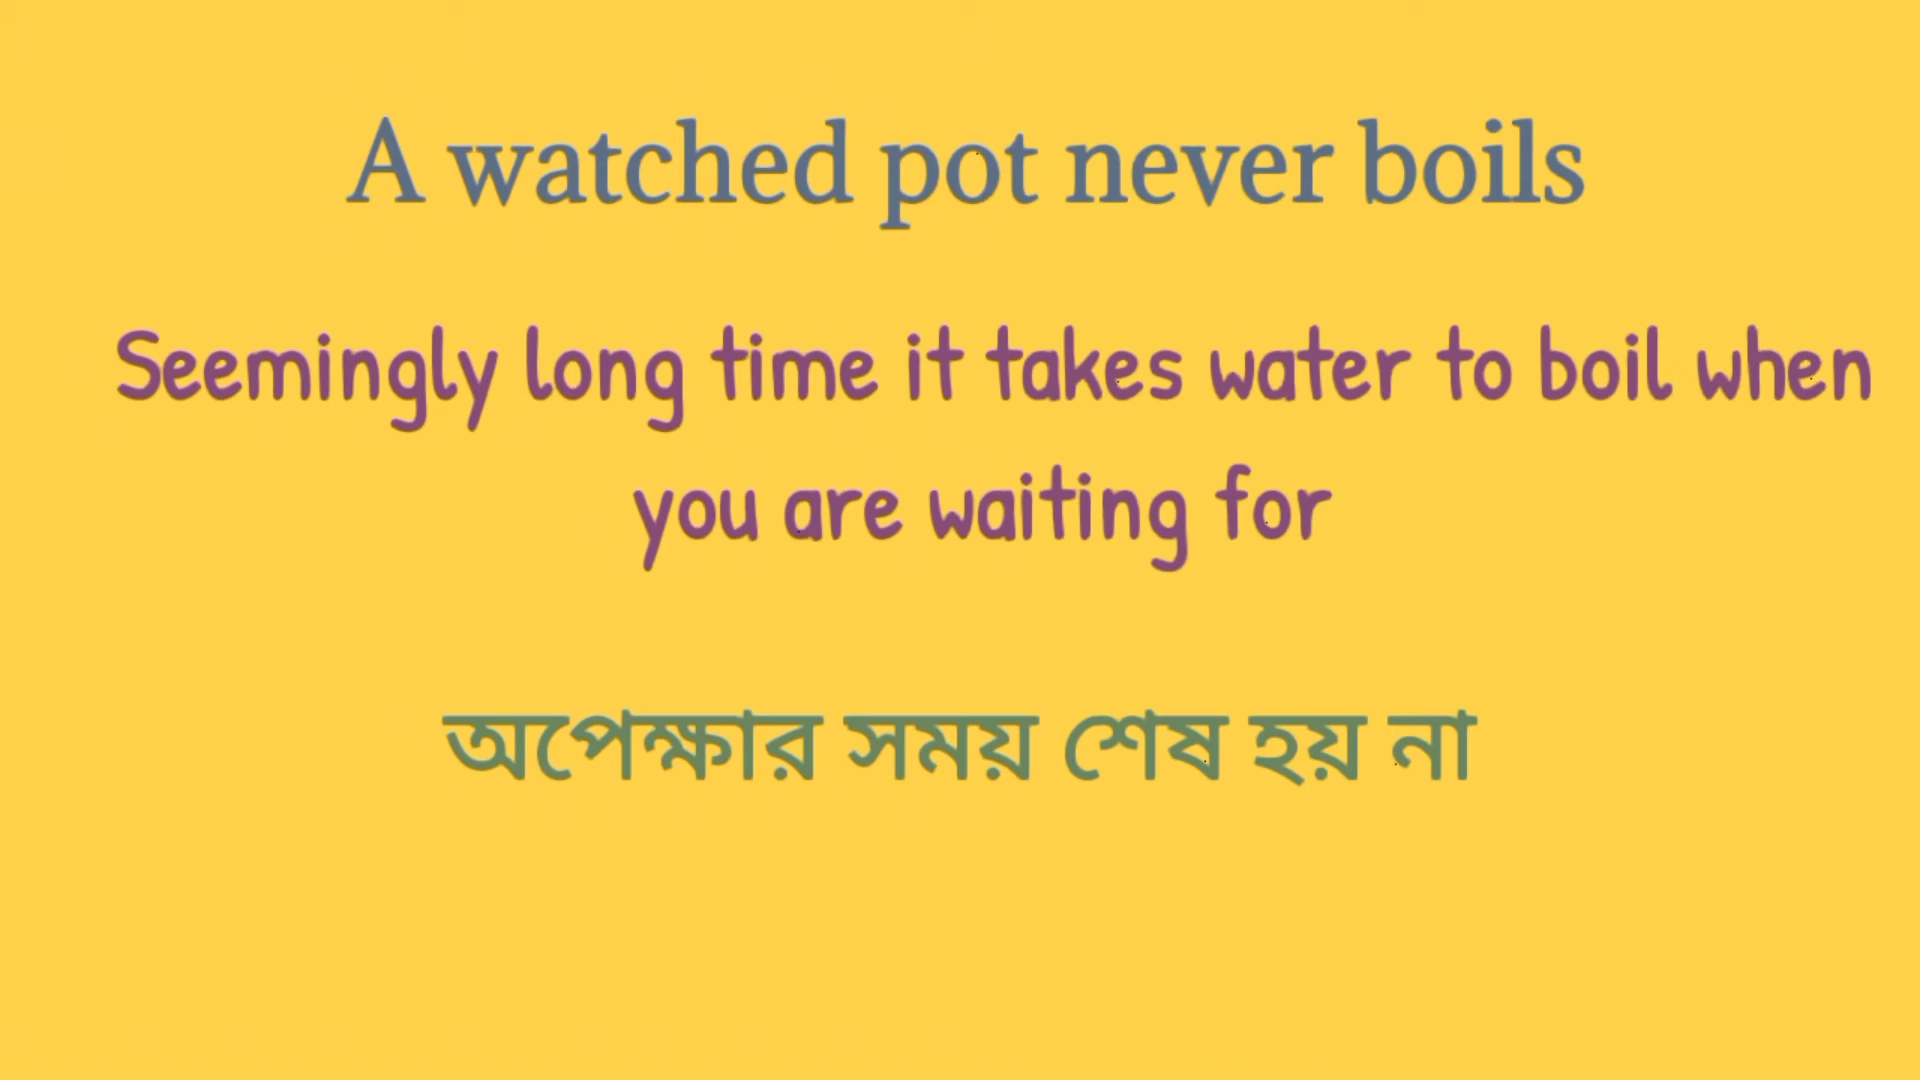 A watched pot never boils
Seemingly long time it takes water to boil when
you are waiting for
অপেক্ষার সময় শেষ হয় না